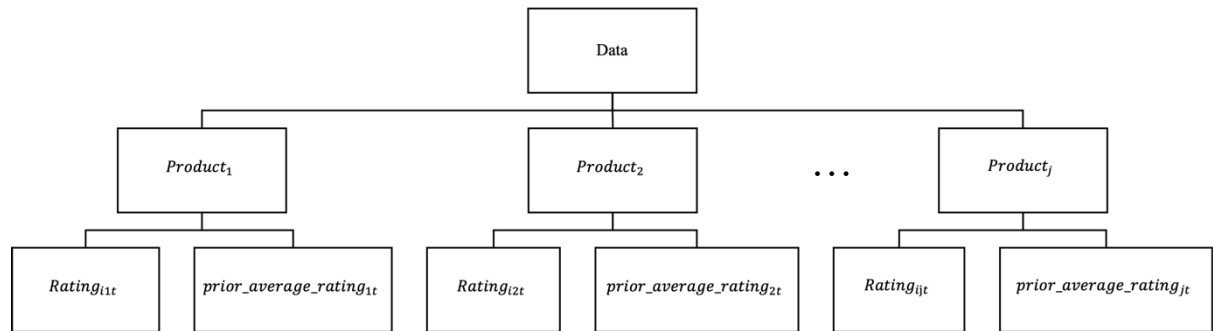 Data
Product₁
Product₂
...
Productⱼ
Ratingᵢ₁ₜ
prior_average_rating₁ₜ
Ratingᵢ₂ₜ
prior_average_rating₂ₜ
Ratingᵢⱼₜ
prior_average_ratingⱼₜ